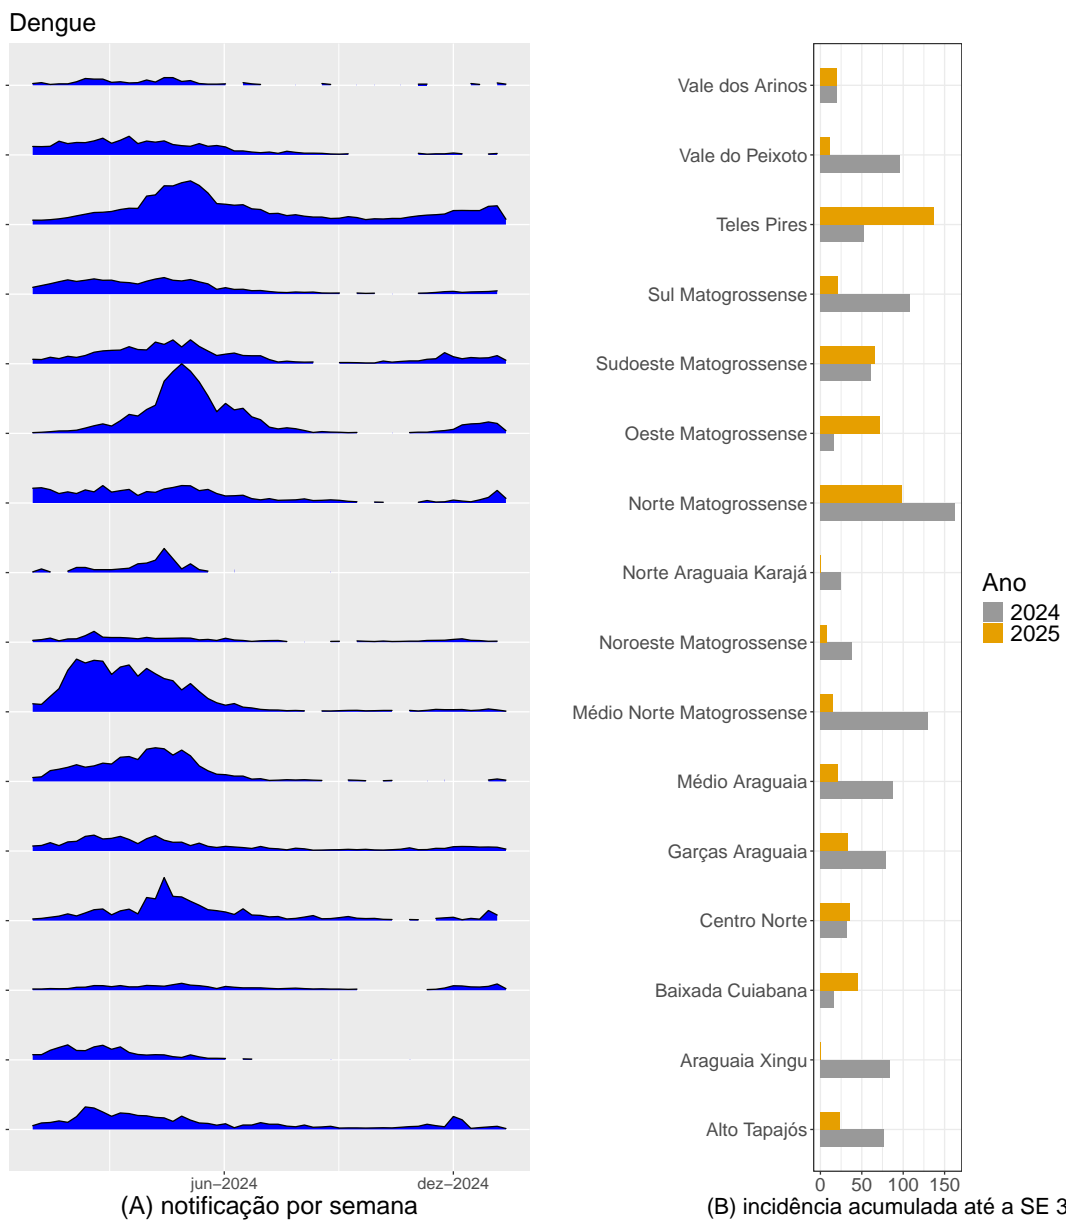 Dengue
Vale dos Arinos
Vale do Peixoto
Teles Pires
Sul Matogrossense
Sudoeste Matogrossense
Oeste Matogrossense
Norte Matogrossense
Norte Araguaia Karajá
Noroeste Matogrossense
Médio Norte Matogrossense
Médio Araguaia
Garças Araguaia
Centro Norte
Baixada Cuiabana
Araguaia Xingu
Alto Tapajós
Ano
2024
2025
jun−2024 dez−2024
0 50 100 150
(A) notificação por semana
(B) incidência acumulada até a SE 3